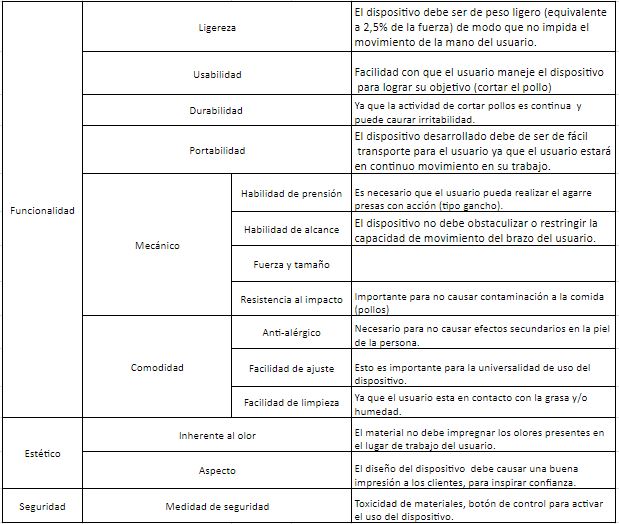 Funcionalidad
Ligereza
El dispositivo debe ser de peso ligero (equivalente
a 2,5% de la fuerza) de modo que no impida el
movimiento de la mano del usuario.
Usabilidad
Facilidad con que el usuario maneje el dispositivo
para lograr su objetivo (cortar el pollo)
Durabilidad
Ya que la actividad de cortar pollos es continua y
puede caurar irritabilidad.
Portabilidad
El dispositivo desarrollado debe de ser de fácil
transporte para el usuario ya que el usuario estará
en continuo movimiento en su trabajo.
Mecánico
Habilidad de prensión
Es necesario que el usuario pueda realizar el agarre
presas con acción (tipo gancho).
Habilidad de alcance
El dispositivo no debe obstaculizar o restringir la
capacidad de movimiento del brazo del usuario.
Fuerza y tamaño
Resistencia al impacto
Importante para no causar contaminación a la comida
(pollos)
Comodidad
Anti-alérgico
Necesario para no causar efectos secundarios en la piel
de la persona.
Facilidad de ajuste
Esto es importante para la universalidad de uso del
dispositivo.
Facilidad de limpieza
Ya que el usuario esta en contacto con la grasa y/o
humedad.
Estético
Inherente al olor
El material no debe impregnar los olores presentes en
el lugar de trabajo del usuario.
Aspecto
El diseño del dispositivo debe causar una buena
impresión a los clientes, para inspirar confianza.
Seguridad
Medidad de seguridad
Toxicidad de materiales, botón de control para activar
el uso del dispositivo.